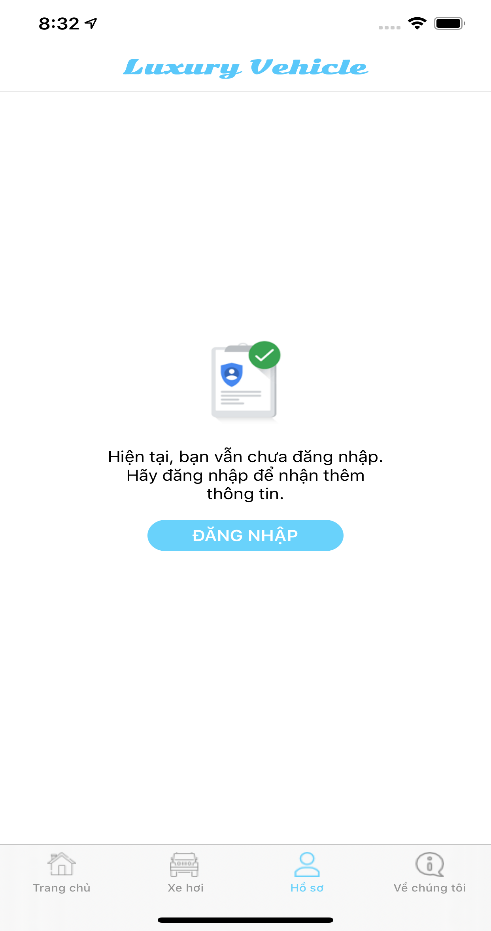 8:32
Luxury Vehicle
Hiện tại, bạn vẫn chưa đăng nhập.
Hãy đăng nhập để nhận thêm
thông tin.
ĐĂNG NHẬP
Trang chủ
Xe hơi
Hồ sơ
Về chúng tôi